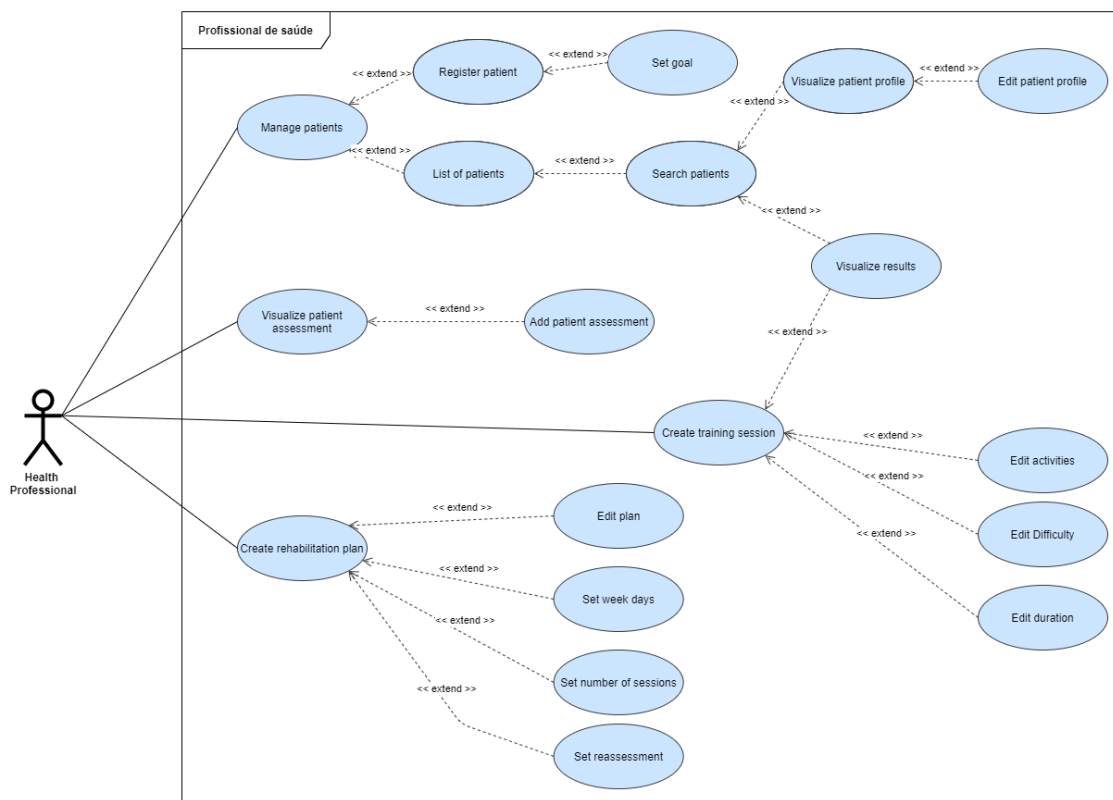 Profissional de saúde
<< extend >>
Set goal
<< extend >>
Register patient
Visualize patient profile
<< extend >>
Edit patient profile
<< extend >>
Manage patients
<< extend >>
List of patients
<< extend >>
Search patients
<< extend >>
Visualize results
Visualize patient
assessment
<< extend >>
Add patient assessment
<< extend >>
Create training session
<< extend >>
Edit activities
<< extend >>
Edit Difficulty
<< extend >>
Edit duration
Health
Professional
Create rehabilitation plan
<< extend >>
Edit plan
<< extend >>
Set week days
<< extend >>
Set number of sessions
<< extend >>
Set reassessment